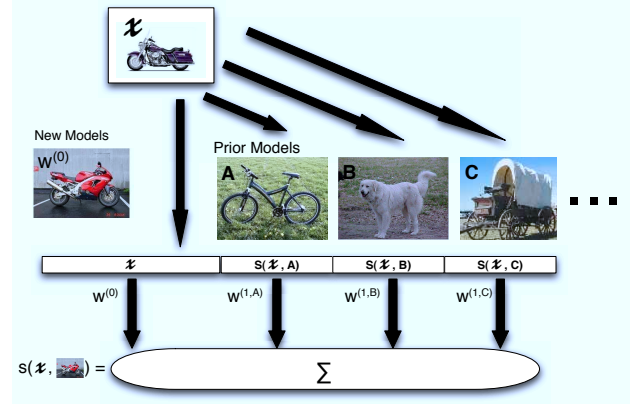 𝓍
New Models
W(0)
Prior Models
A
B
C
𝓍
S(𝓍, A)
S(𝓍, B)
S(𝓍, C)
W(0)
W(1,A)
W(1,B)
W(1,C)
S(𝓍, ) =
Σ